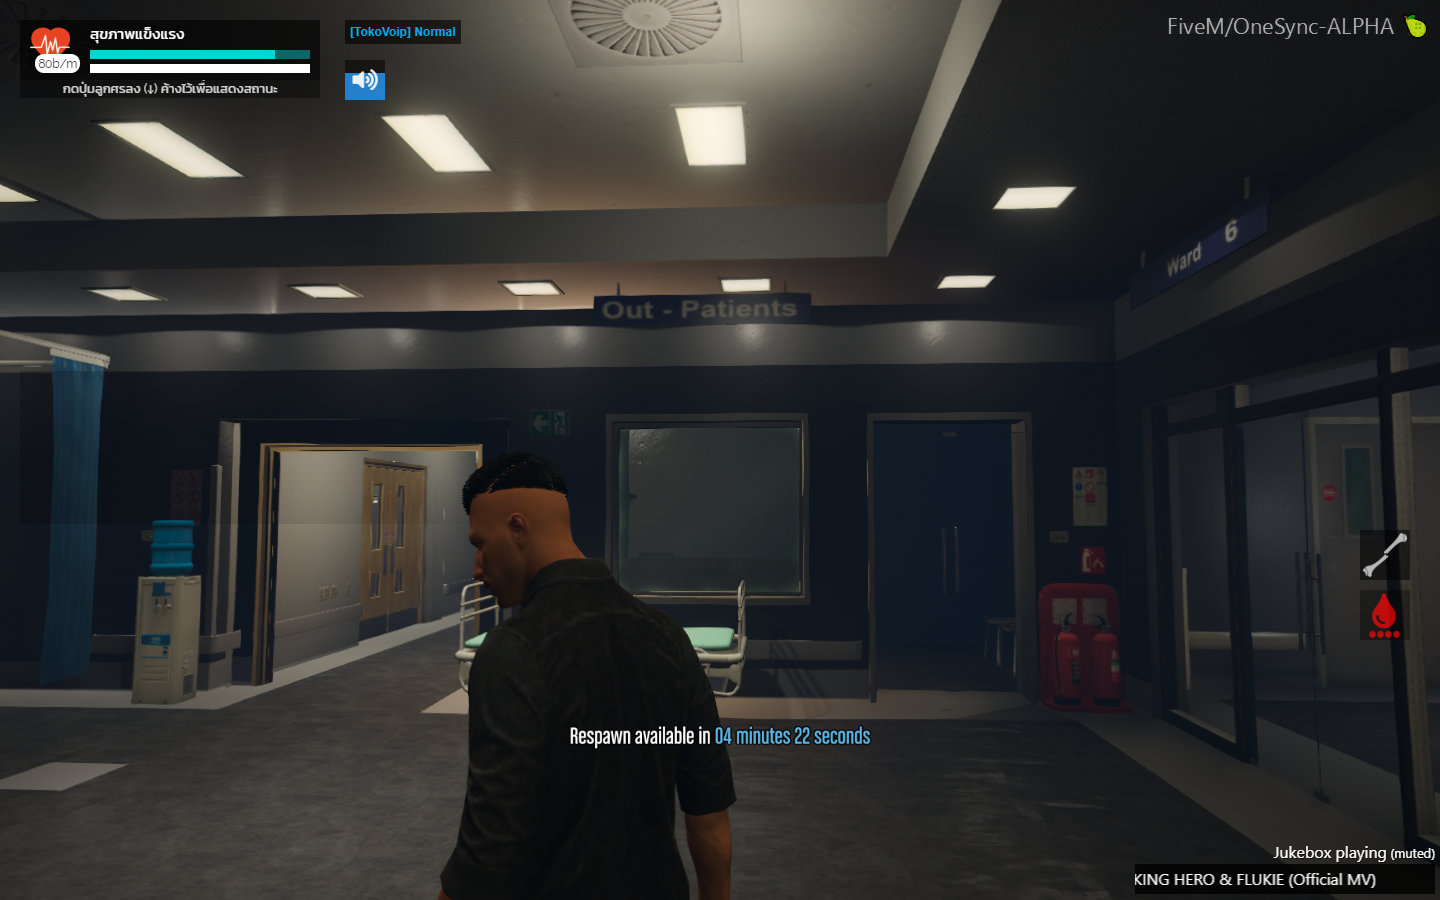 สุขภาพแข็งแรง
80b/m
กดปุ่มลูกศรลง (↓) ค้างไว้เพื่อแสดงสถานะ
[TokoVoip] Normal
FiveM/OneSync-ALPHA
Ward 6
Out - Patients
Respawn available in 04 minutes 22 seconds
Jukebox playing (muted)
KING HERO & FLUKIE (Official MV)